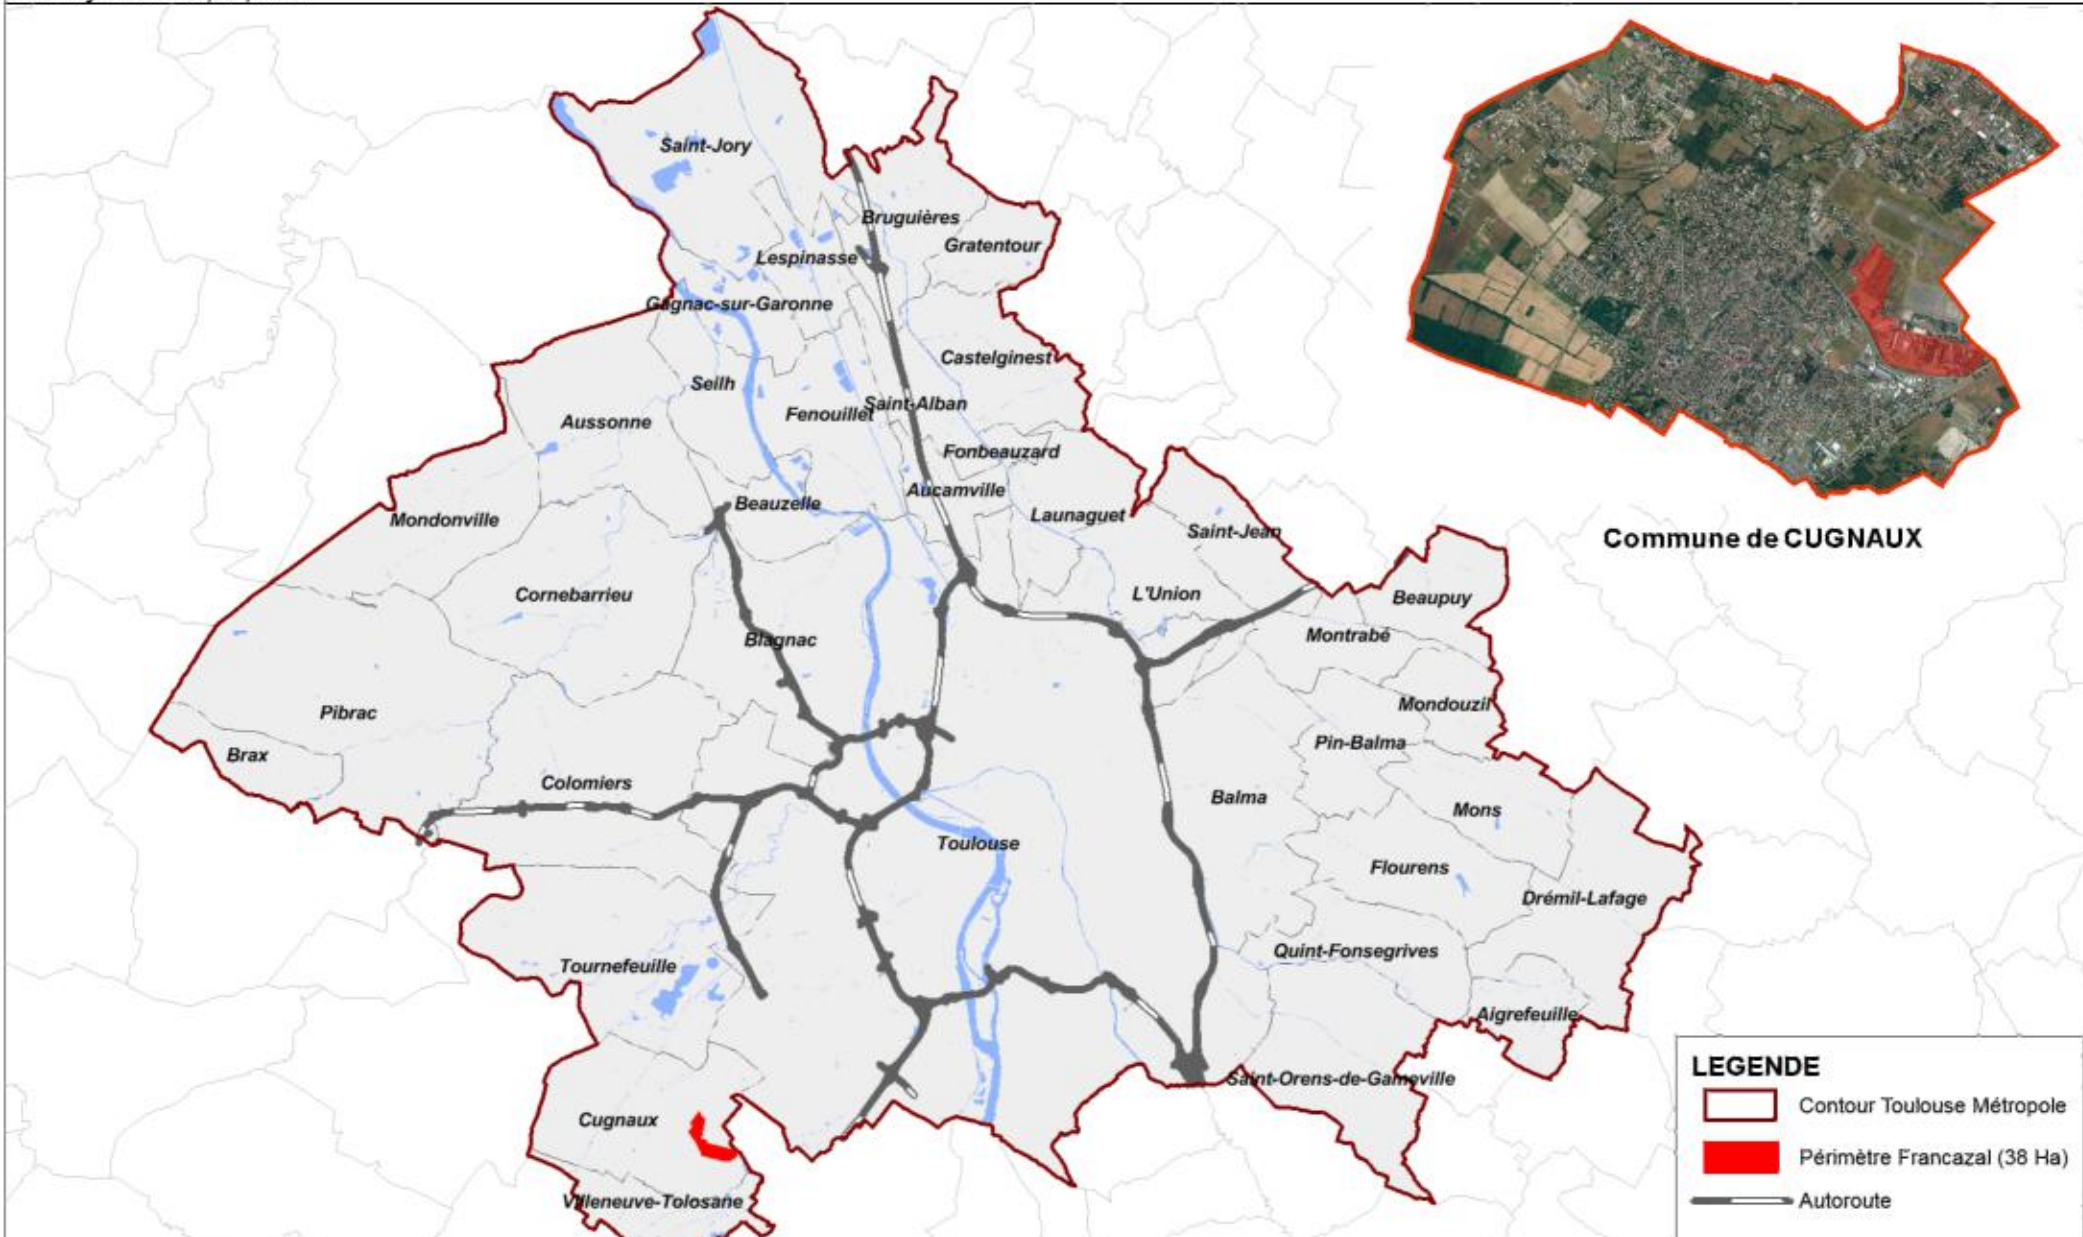 Saint-Jory
Bruguières
Gratentour
Lespinasse
Gagnac-sur-Garonne
Castelginest
Seilh
Saint-Alban
Fenouillet
Aussonne
Fonbeauzard
Aucamville
Beauzelle
Launaguet
Mondonville
Saint-Jean
Commune de CUGNAUX
Cornebarrieu
L'Union
Beaupuy
Montrabé
Blagnac
Mondouzil
Pibrac
Pin-Balma
Brax
Colomiers
Balma
Mons
Toulouse
Flourens
Drémil-Lafage
Quint-Fonsegrives
Tournefeuille
Aigrefeuille
Saint-Orens-de-Gameville
Cugnaux
Villeneuve-Tolosane
LEGENDE
Contour Toulouse Métropole
Périmètre Francazal (38 Ha)
Autoroute